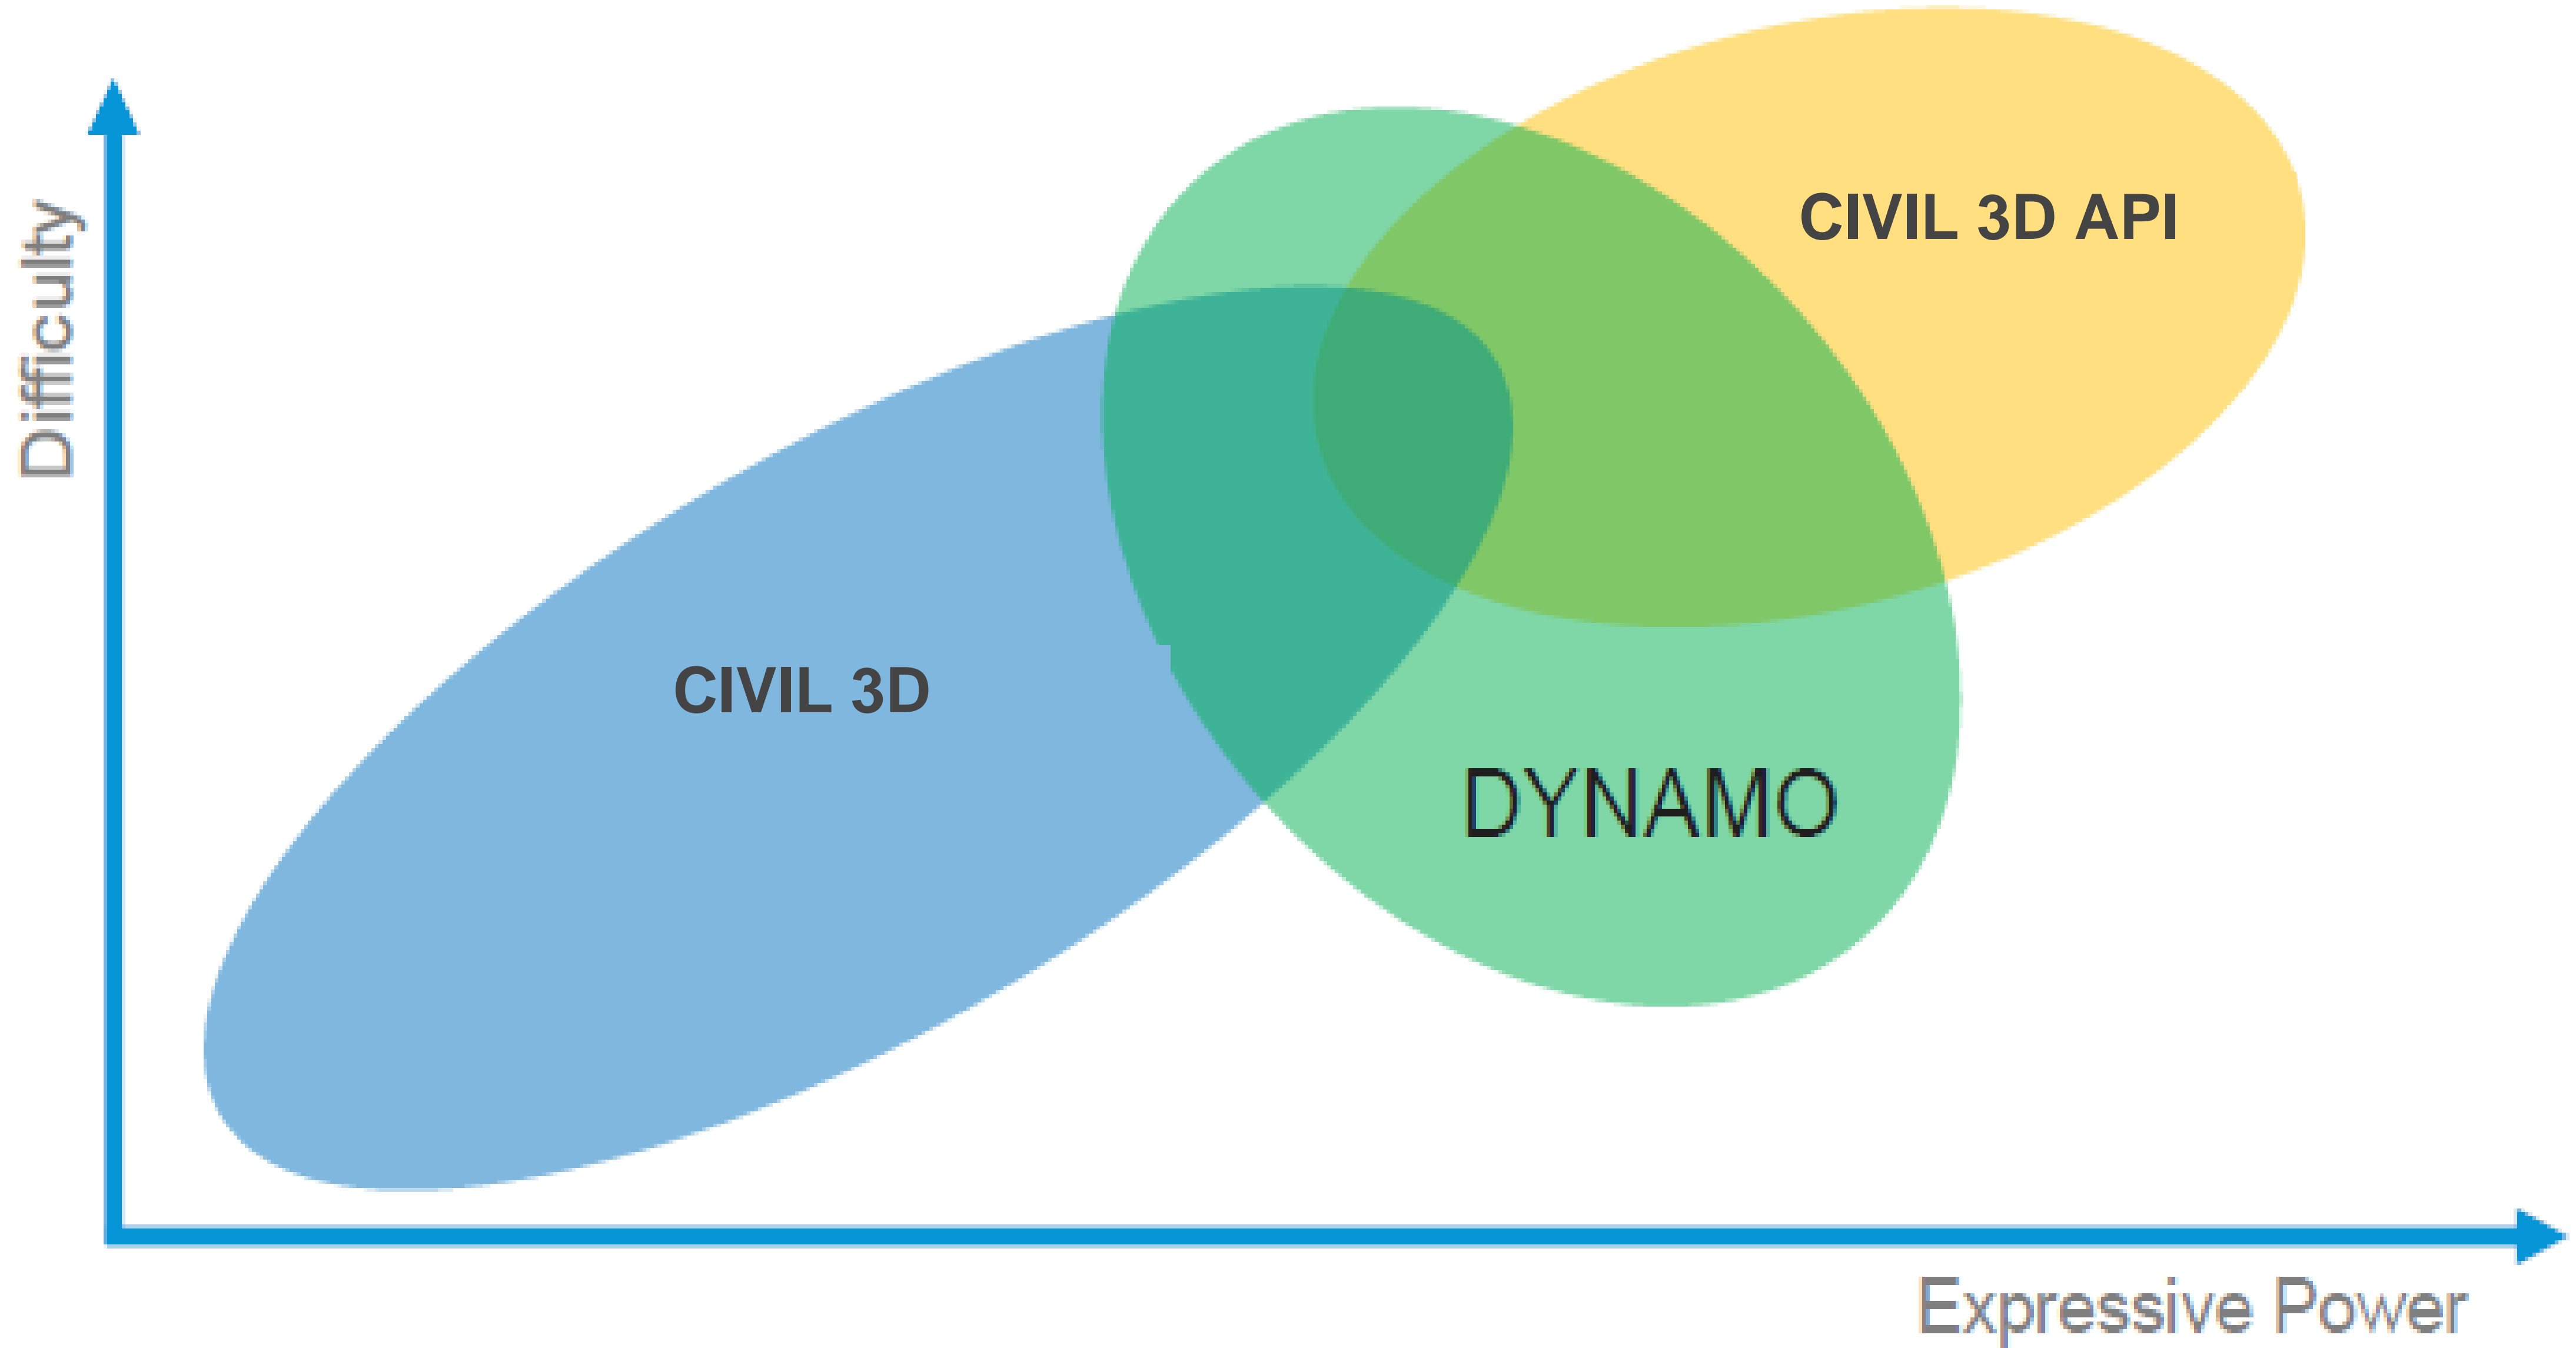 Difficulty
CIVIL 3D API
CIVIL 3D
DYNAMO
Expressive Power